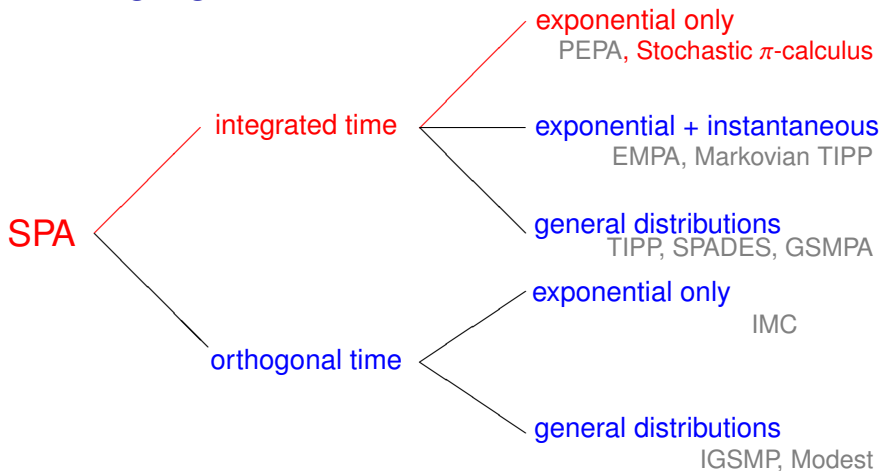 exponential only
PEPA, Stochastic π-calculus
integrated time
exponential + instantaneous
EMPA, Markovian TIPP
SPA
general distributions
TIPP, SPADES, GSMPA
exponential only
IMC
orthogonal time
general distributions
IGSMP, Modest